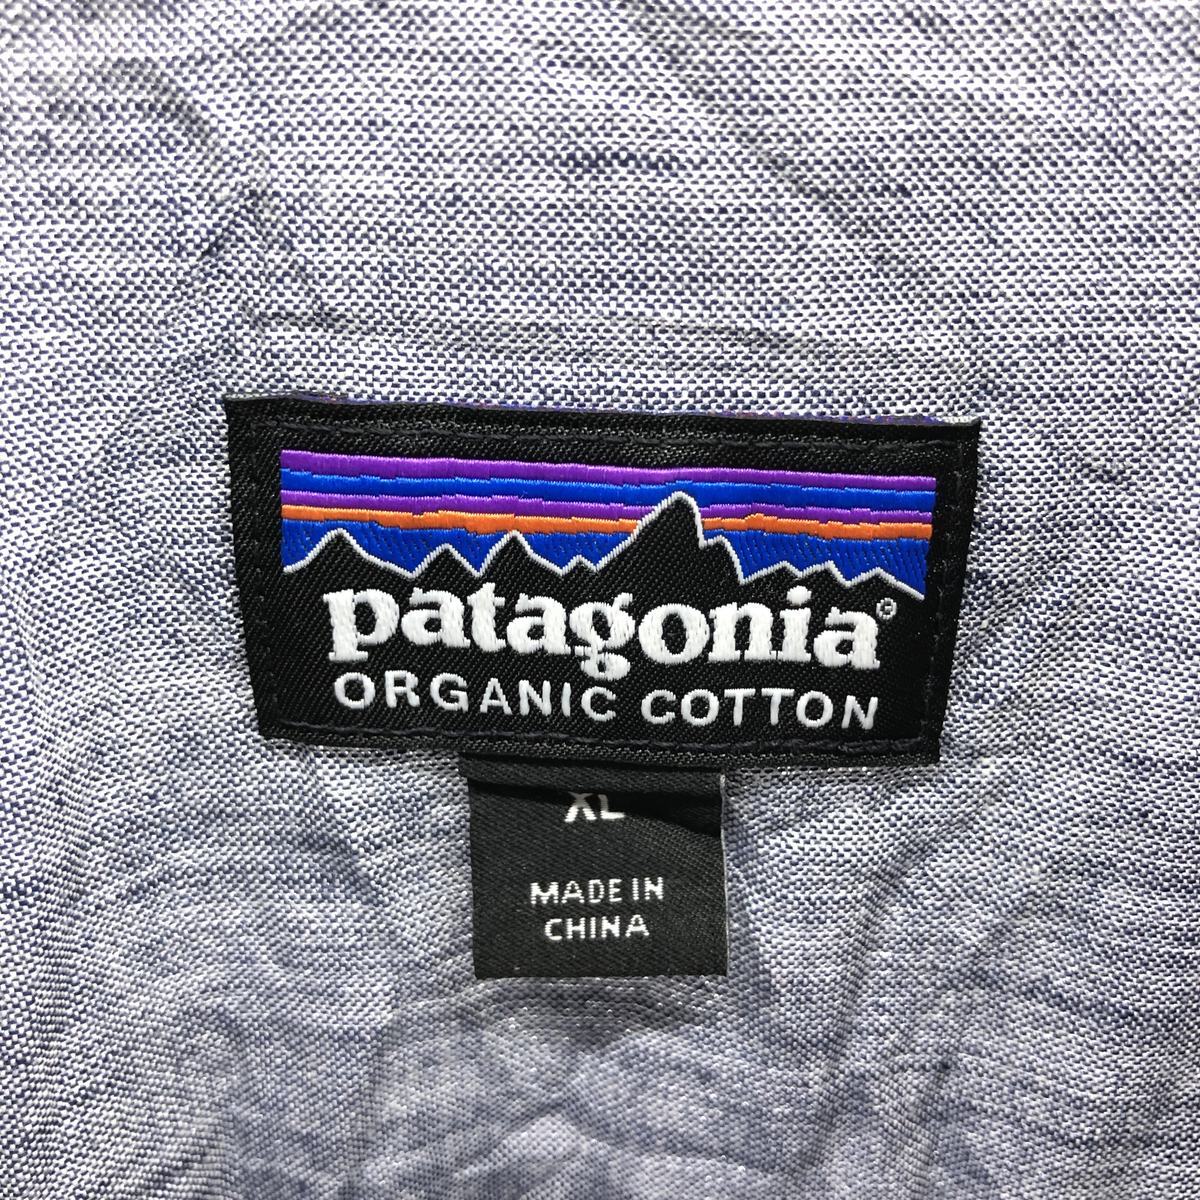 patagonia®
ORGANIC COTTON
XL
MADE IN
CHINA